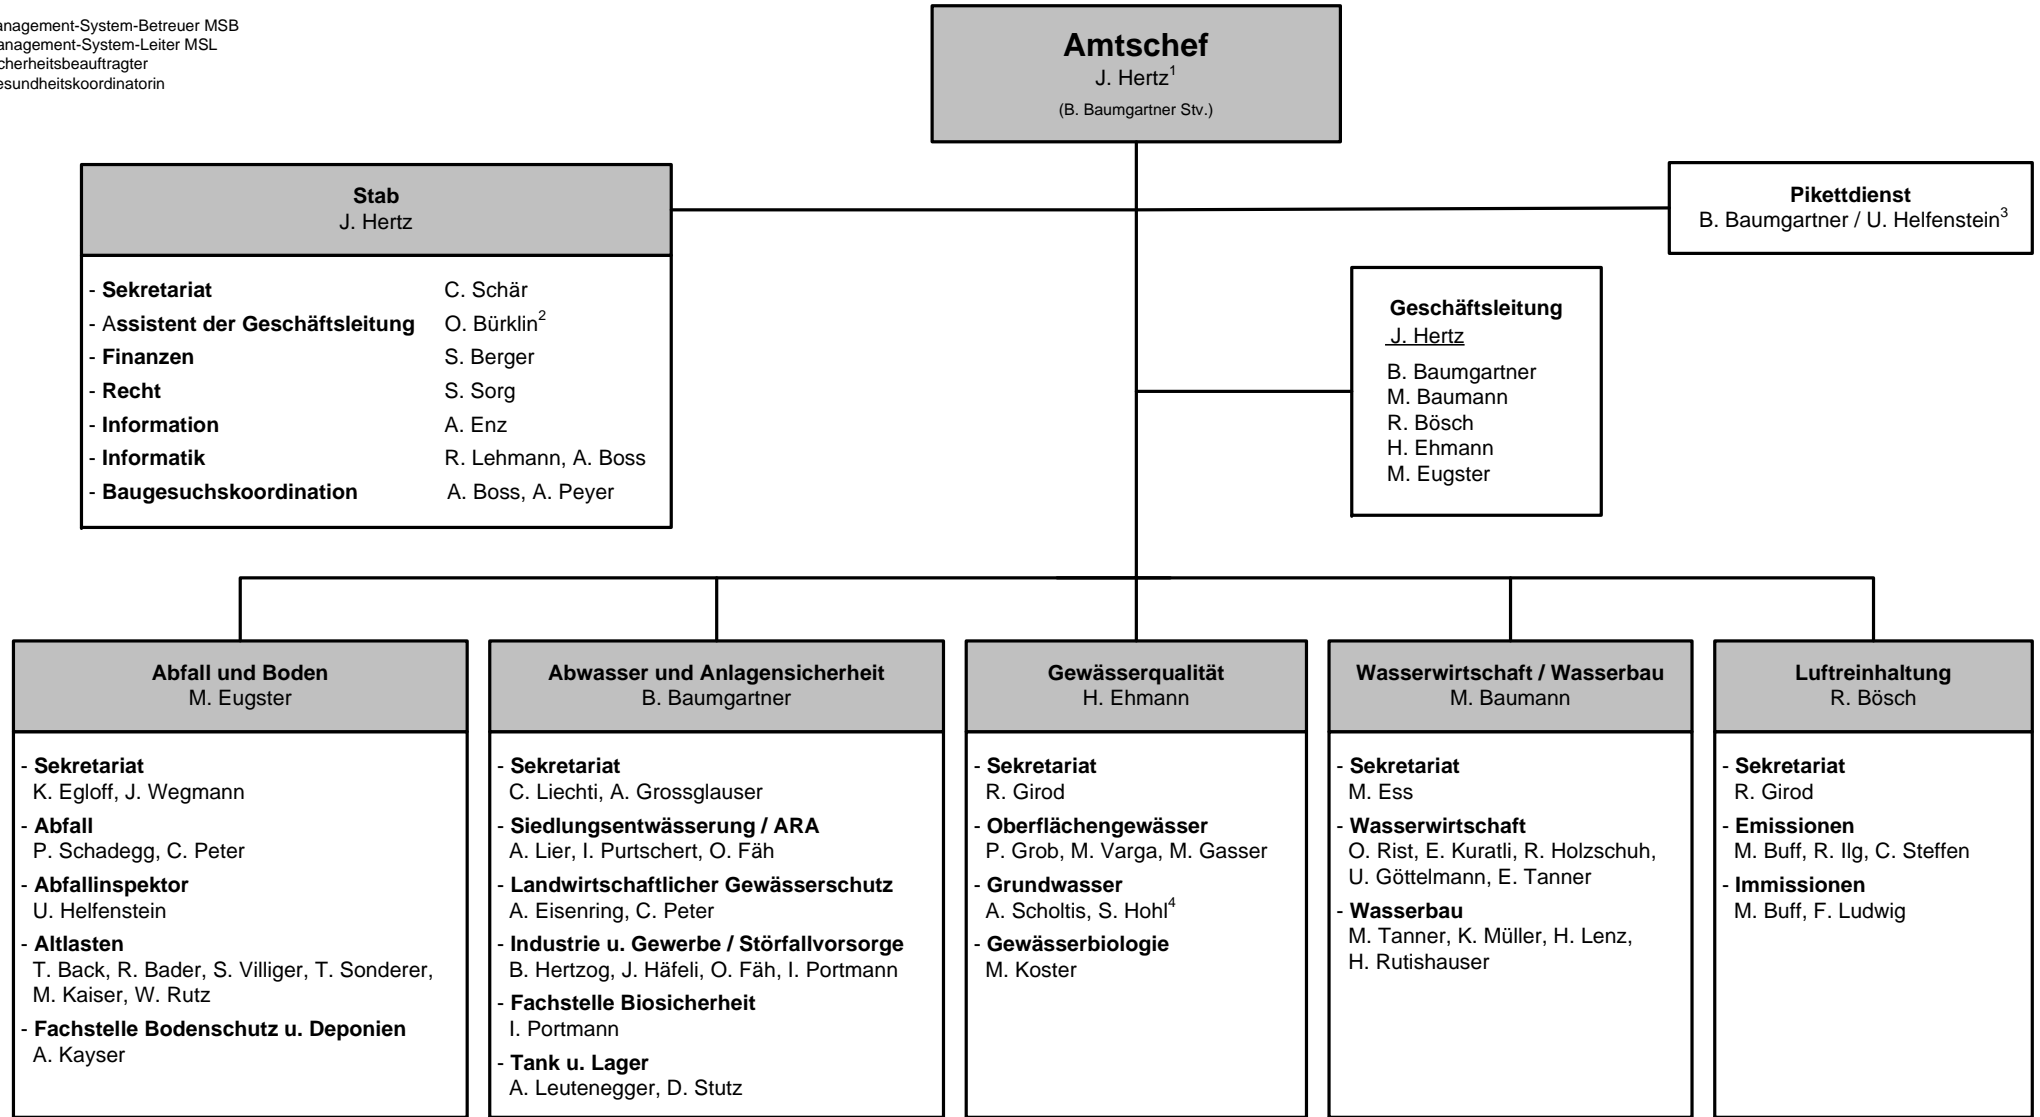 anagement-System-Betreuer MSB
anagement-System-Leiter MSL
cherheitsbeauftragter
esundheitskoordinatorin
Amtschef
J. Hertz1
(B. Baumgartner Stv.)
Stab
J. Hertz
- Sekretariat C. Schär
- Assistent der Geschäftsleitung O. Bürklin2
- Finanzen S. Berger
- Recht S. Sorg
- Information A. Enz
- Informatik R. Lehmann, A. Boss
- Baugesuchskoordination A. Boss, A. Peyer
Pikettdienst
B. Baumgartner / U. Helfenstein3
Geschäftsleitung
J. Hertz
B. Baumgartner
M. Baumann
R. Bösch
H. Ehmann
M. Eugster
Abfall und Boden
M. Eugster
- Sekretariat
K. Egloff, J. Wegmann
- Abfall
P. Schadegg, C. Peter
- Abfallinspektor
U. Helfenstein
- Altlasten
T. Back, R. Bader, S. Villiger, T. Sonderer,
M. Kaiser, W. Rutz
- Fachstelle Bodenschutz u. Deponien
A. Kayser
Abwasser und Anlagensicherheit
B. Baumgartner
- Sekretariat
C. Liechti, A. Grossglauser
- Siedlungsentwässerung / ARA
A. Lier, I. Purtschert, O. Fäh
- Landwirtschaftlicher Gewässerschutz
A. Eisenring, C. Peter
- Industrie u. Gewerbe / Störfallvorsorge
B. Hertzog, J. Häfeli, O. Fäh, I. Portmann
- Fachstelle Biosicherheit
I. Portmann
- Tank u. Lager
A. Leutenegger, D. Stutz
Gewässerqualität
H. Ehmann
- Sekretariat
R. Girod
- Oberflächengewässer
P. Grob, M. Varga, M. Gasser
- Grundwasser
A. Scholtis, S. Hohl4
- Gewässerbiologie
M. Koster
Wasserwirtschaft / Wasserbau
M. Baumann
- Sekretariat
M. Ess
- Wasserwirtschaft
O. Rist, E. Kuratli, R. Holzschuh,
U. Göttelmann, E. Tanner
- Wasserbau
M. Tanner, K. Müller, H. Lenz,
H. Rutishauser
Luftreinhaltung
R. Bösch
- Sekretariat
R. Girod
- Emissionen
M. Buff, R. Ilg, C. Steffen
- Immissionen
M. Buff, F. Ludwig